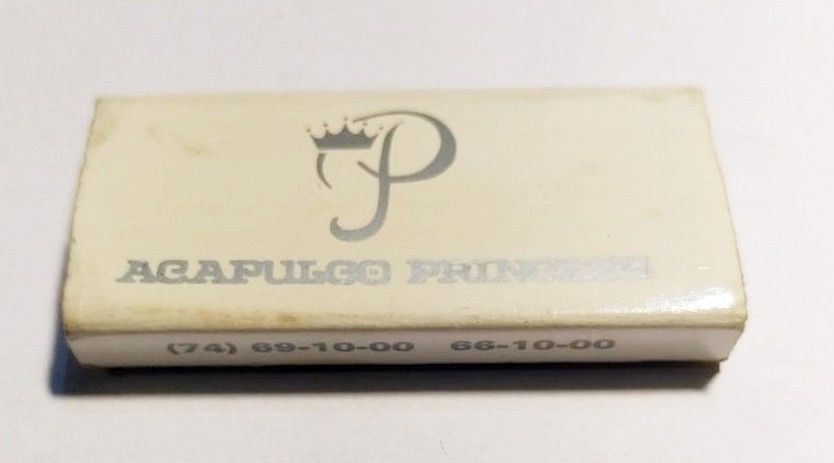 P
ACAPULCO PRINCESS
(74) 69-10-00 66-10-00